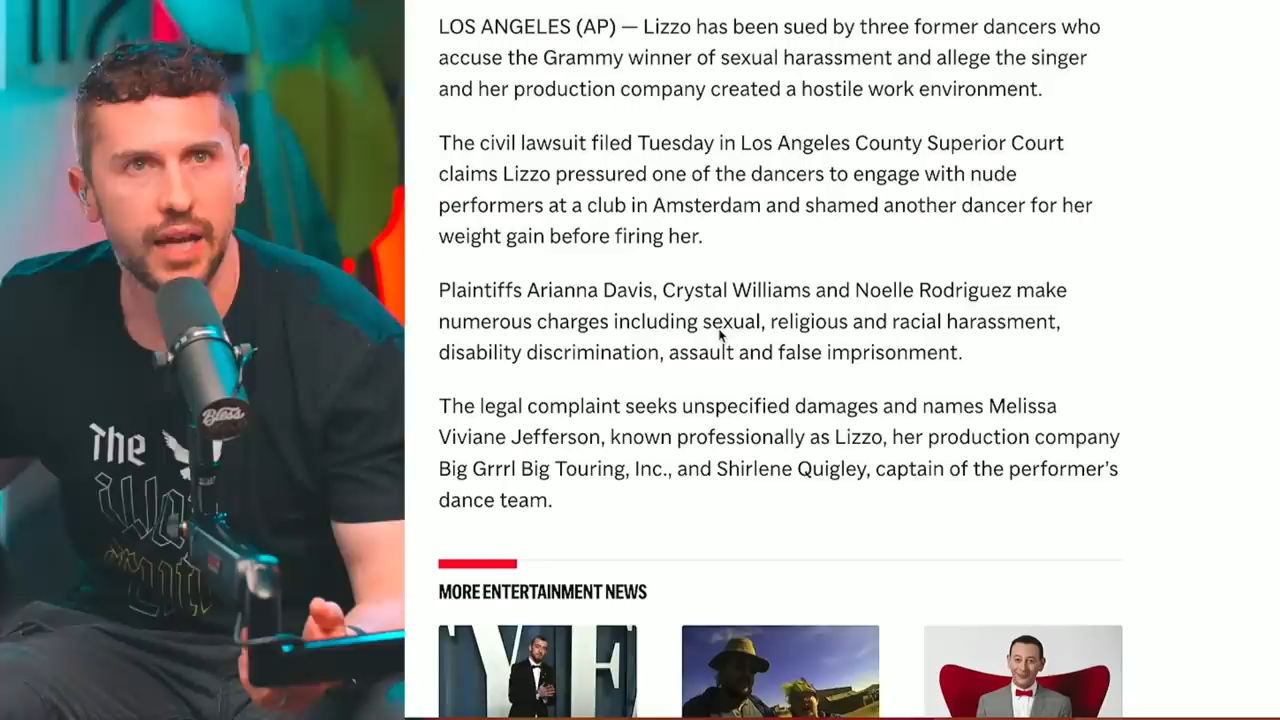 LOS ANGELES (AP) — Lizzo has been sued by three former dancers who
accuse the Grammy winner of sexual harassment and allege the singer
and her production company created a hostile work environment.
The civil lawsuit filed Tuesday in Los Angeles County Superior Court
claims Lizzo pressured one of the dancers to engage with nude
performers at a club in Amsterdam and shamed another dancer for her
weight gain before firing her.
Plaintiffs Arianna Davis, Crystal Williams and Noelle Rodriguez make
numerous charges including sexual, religious and racial harassment,
disability discrimination, assault and false imprisonment.
The legal complaint seeks unspecified damages and names Melissa
Viviane Jefferson, known professionally as Lizzo, her production company
Big Grrrl Big Touring, Inc., and Shirlene Quigley, captain of the performer's
dance team.
MORE ENTERTAINMENT NEWS
Bless
The